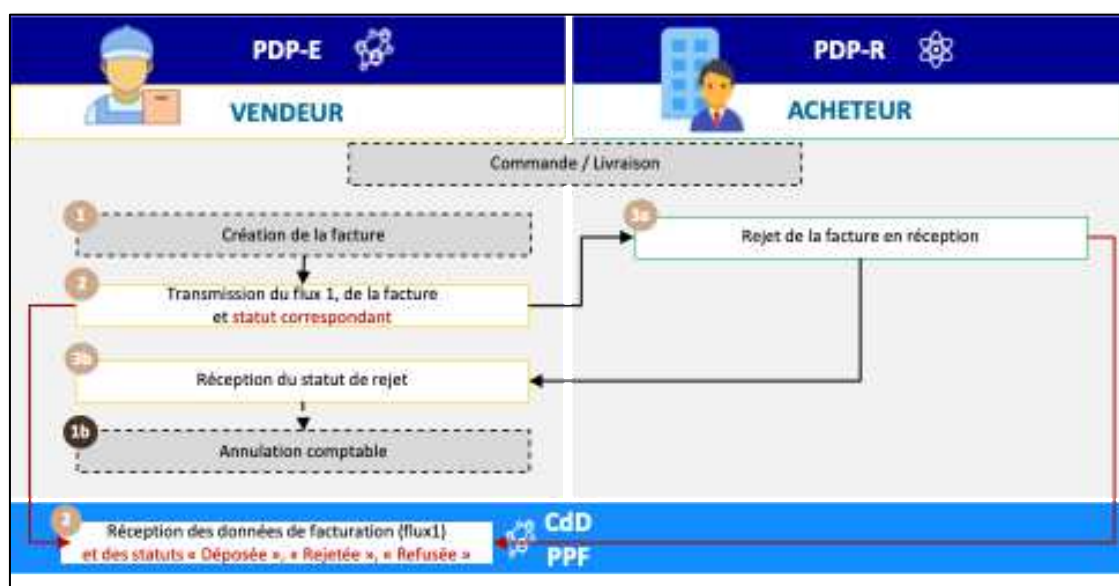 PDP-E
PDP-R
VENDEUR
ACHETEUR
Commande / Livraison
1
Création de la facture
3a
Rejet de la facture en réception
2
Transmission du flux 1, de la facture
et statut correspondant
3b
Réception du statut de rejet
1b
Annulation comptable
Réception des données de facturation (flux1)
et des statuts « Déposée », « Rejetée », « Refusée »
CdD
PPF